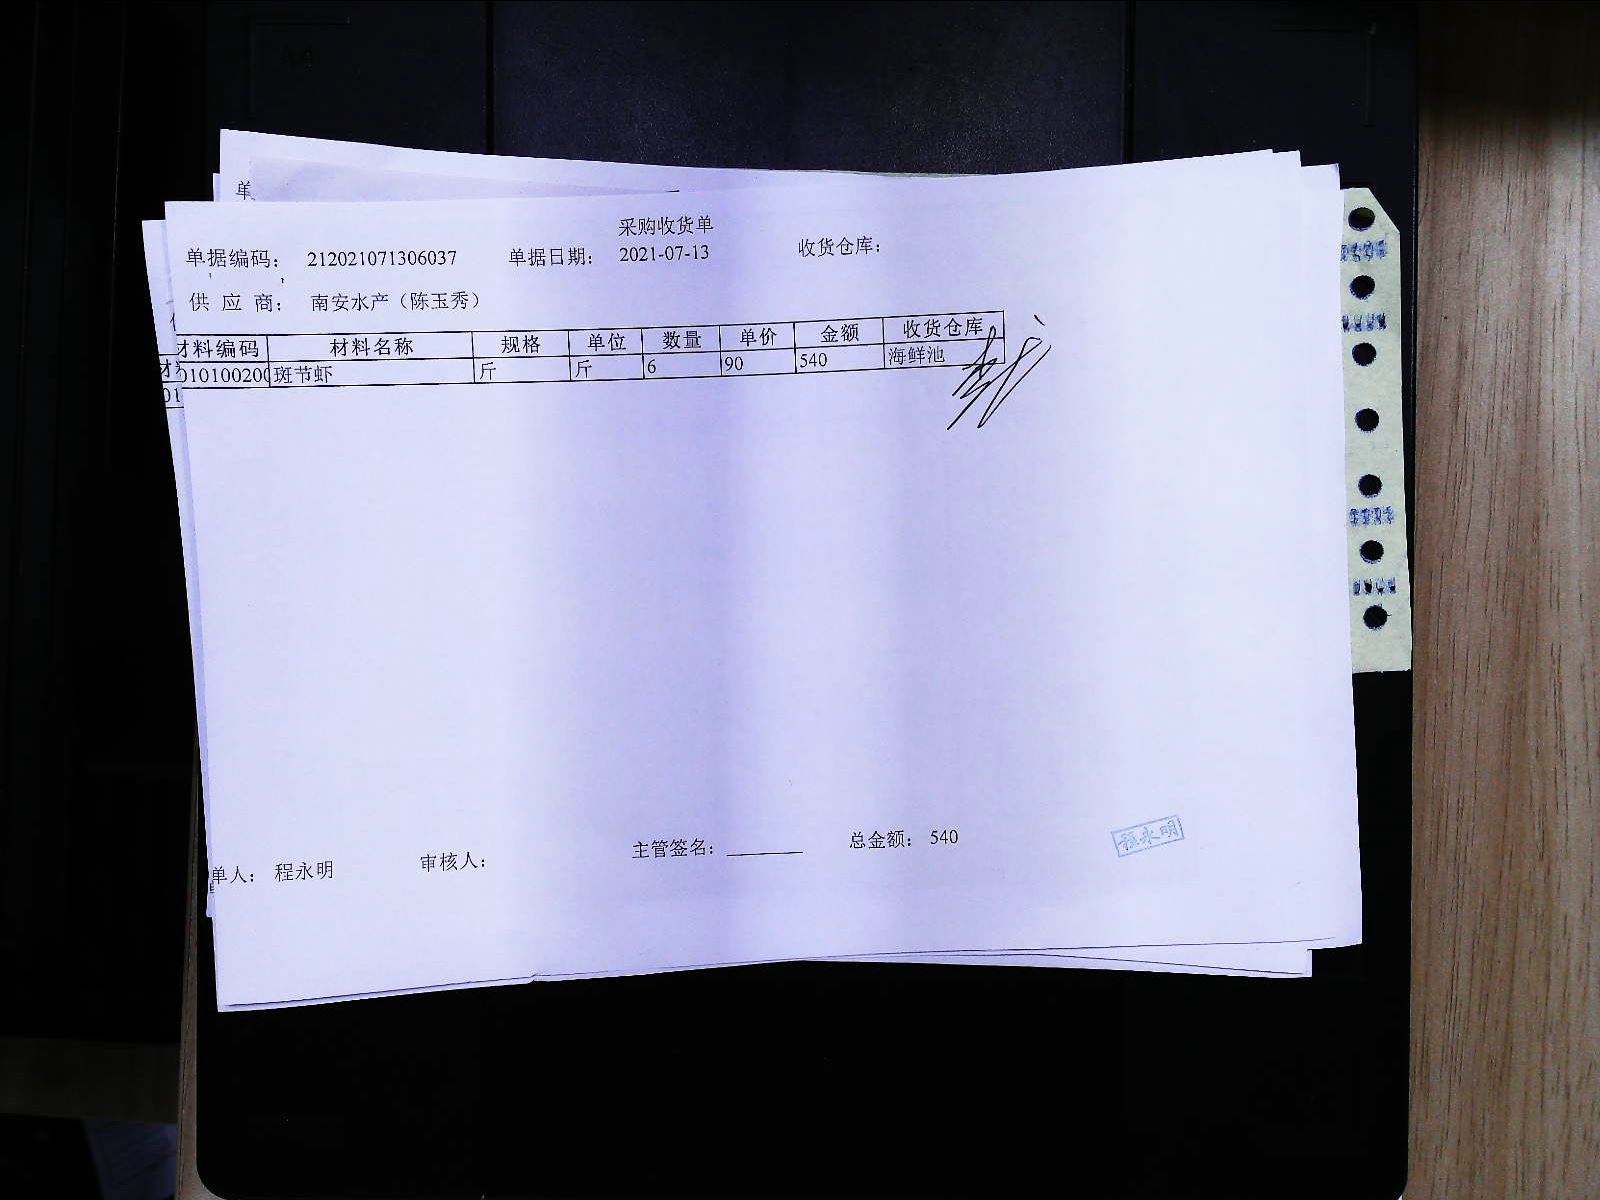 单
采购收货单
单据编码： 212021071306037 单据日期： 2021-07-13 收货仓库：
供 应 商： 南安水产（陈玉秀）
材料编码 材料名称 规格 单位 数量 单价 金额 收货仓库
010100200 斑节虾 斤 斤 6 90 540 海鲜池
01
单人： 程永明 审核人： 主管签名： 总金额： 540
程永明